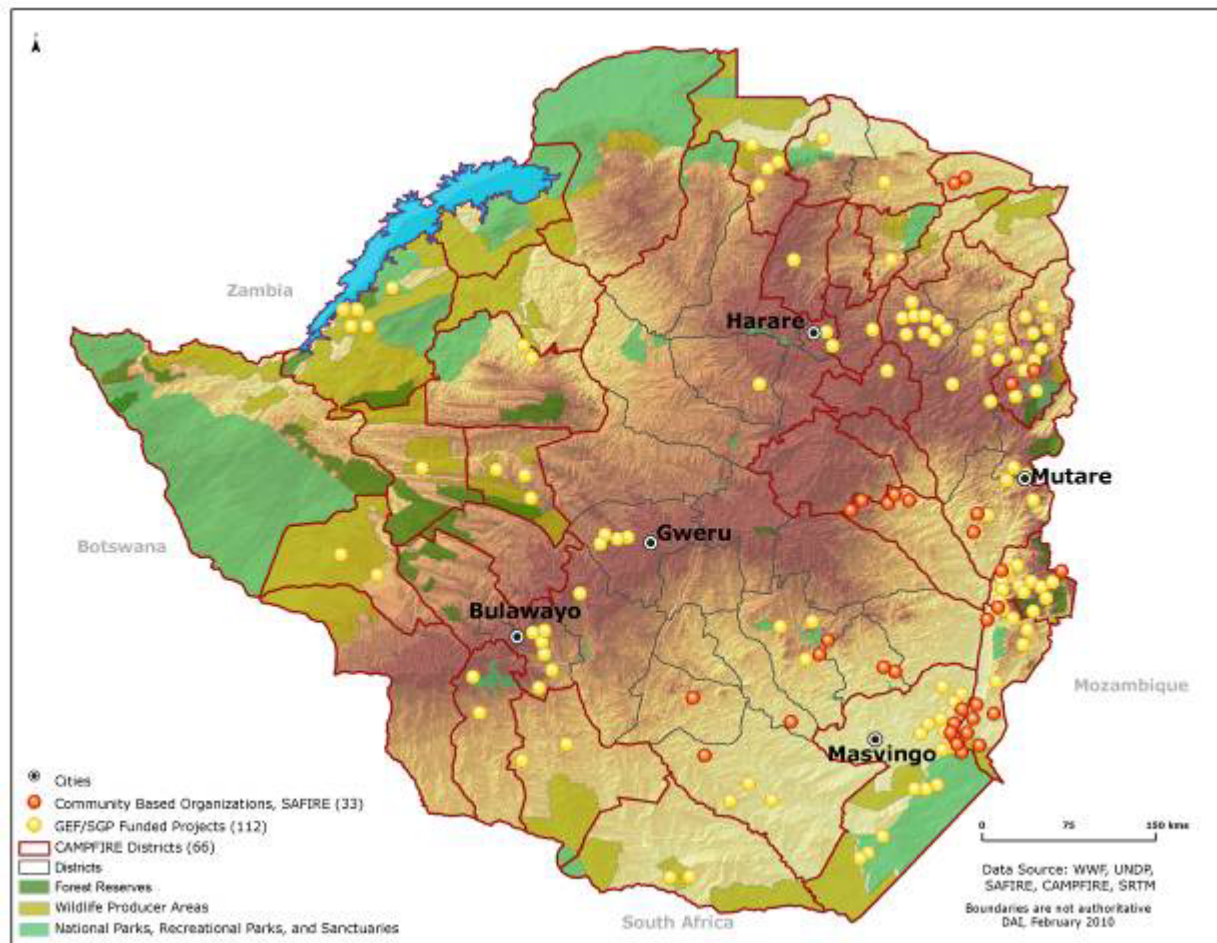 Zambia
Harare
Mutare
Gweru
Botswana
Bulawayo
Mozambique
Masvingo
South Africa
Cities
Community Based Organizations, SAFIRE (33)
GEF/SGP Funded Projects (112)
CAMPFIRE Districts (66)
Districts
Forest Reserves
Wildlife Producer Areas
National Parks, Recreational Parks, and Sanctuaries
0 75 150 kms
Data Source: WWF, UNDP,
SAFIRE, CAMPFIRE, SRTM
Boundaries are not authoritative
DAI, February 2010